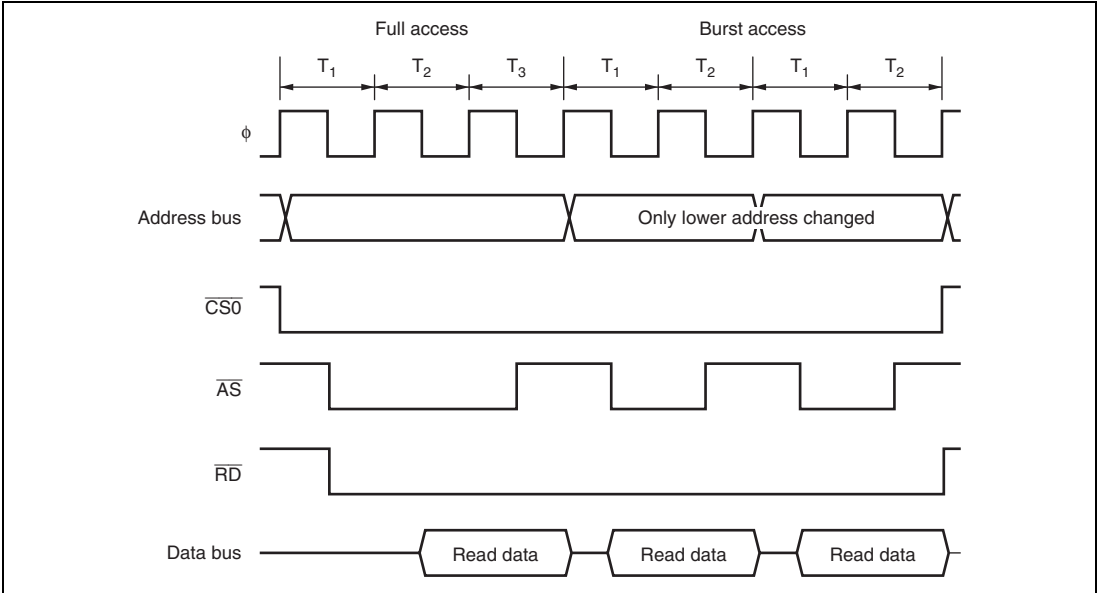 Full access Burst access
T1 T2 T3 T1 T2 T1 T2
ϕ
Address bus Only lower address changed
CS0
AS
RD
Data bus Read data Read data Read data